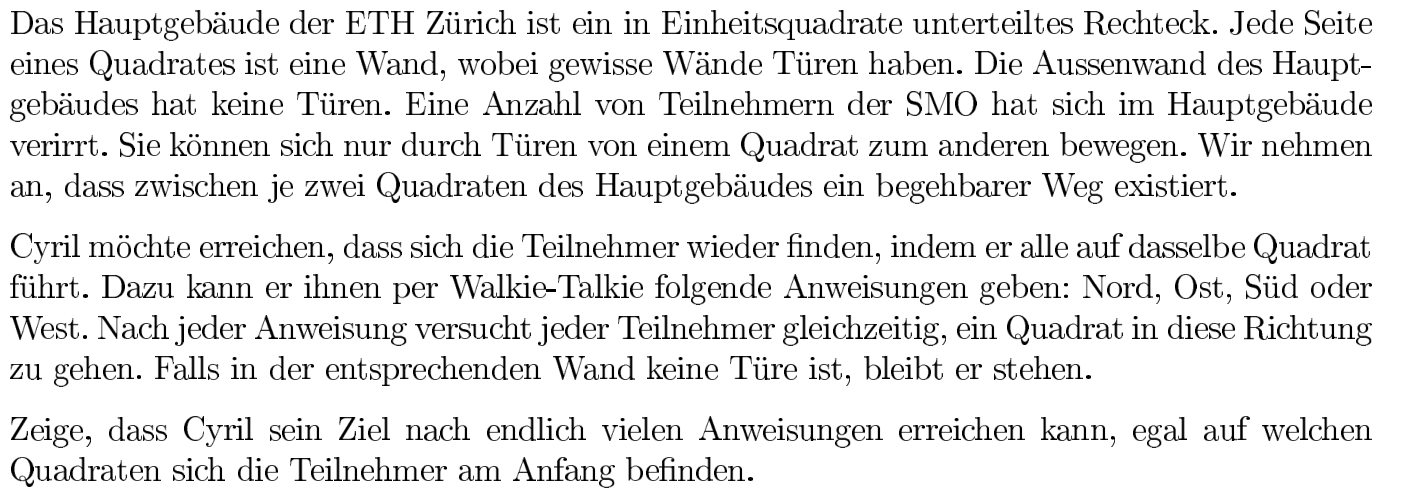 Das Hauptgebäude der ETH Zürich ist ein in Einheitsquadrate unterteiltes Rechteck. Jede Seite
eines Quadrates ist eine Wand, wobei gewisse Wände Türen haben. Die Aussenwand des Haupt-
gebäudes hat keine Türen. Eine Anzahl von Teilnehmern der SMO hat sich im Hauptgebäude
verirrt. Sie können sich nur durch Türen von einem Quadrat zum anderen bewegen. Wir nehmen
an, dass zwischen je zwei Quadraten des Hauptgebäudes ein begehbarer Weg existiert.
Cyril möchte erreichen, dass sich die Teilnehmer wieder finden, indem er alle auf dasselbe Quadrat
führt. Dazu kann er ihnen per Walkie-Talkie folgende Anweisungen geben: Nord, Ost, Süd oder
West. Nach jeder Anweisung versucht jeder Teilnehmer gleichzeitig, ein Quadrat in diese Richtung
zu gehen. Falls in der entsprechenden Wand keine Türe ist, bleibt er stehen.
Zeige, dass Cyril sein Ziel nach endlich vielen Anweisungen erreichen kann, egal auf welchen
Quadraten sich die Teilnehmer am Anfang befinden.